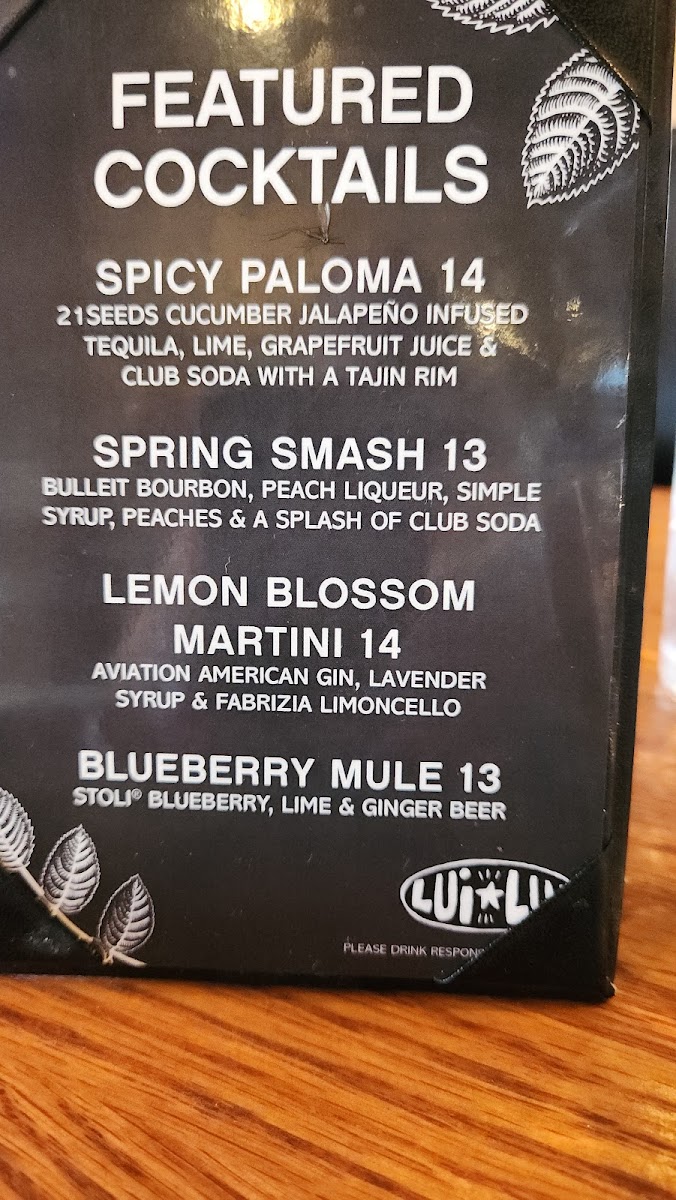 FEATURED
COCKTAILS
SPICY PALOMA 14
21SEEDS CUCUMBER JALAPEÑO INFUSED
TEQUILA, LIME, GRAPEFRUIT JUICE &
CLUB SODA WITH A TAJIN RIM
SPRING SMASH 13
BULLEIT BOURBON, PEACH LIQUEUR, SIMPLE
SYRUP, PEACHES & A SPLASH OF CLUB SODA
LEMON BLOSSOM
MARTINI 14
AVIATION AMERICAN GIN, LAVENDER
SYRUP & FABRIZIA LIMONCELLO
BLUEBERRY MULE 13
STOLI® BLUEBERRY, LIME & GINGER BEER
LUi
PLEASE DRINK